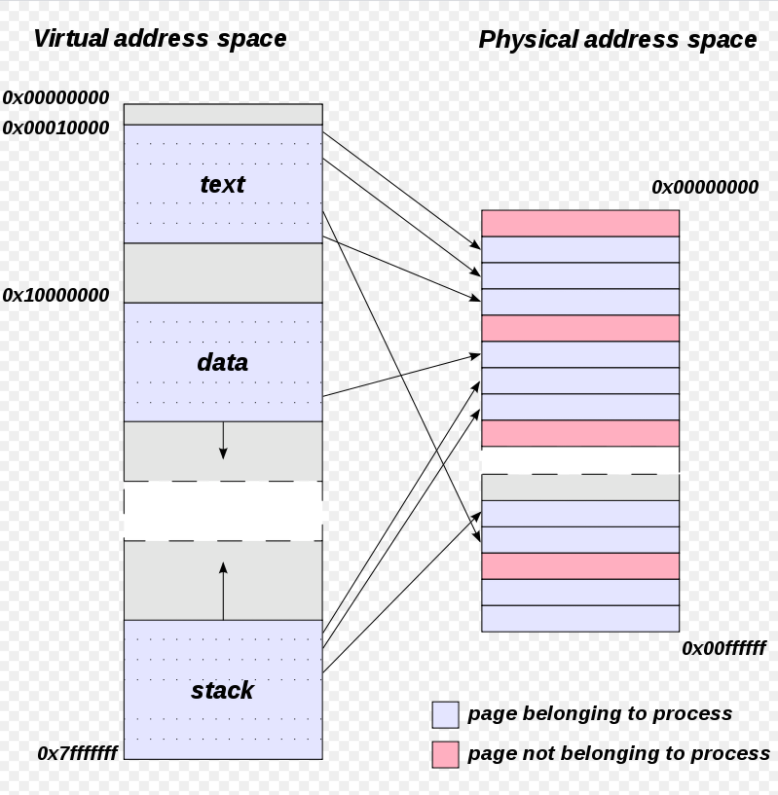 Virtual address space
Physical address space
0x00000000
0x00010000
text
0x00000000
0x10000000
data
stack
0x7fffffff
0x00ffffff
page belonging to process
page not belonging to process